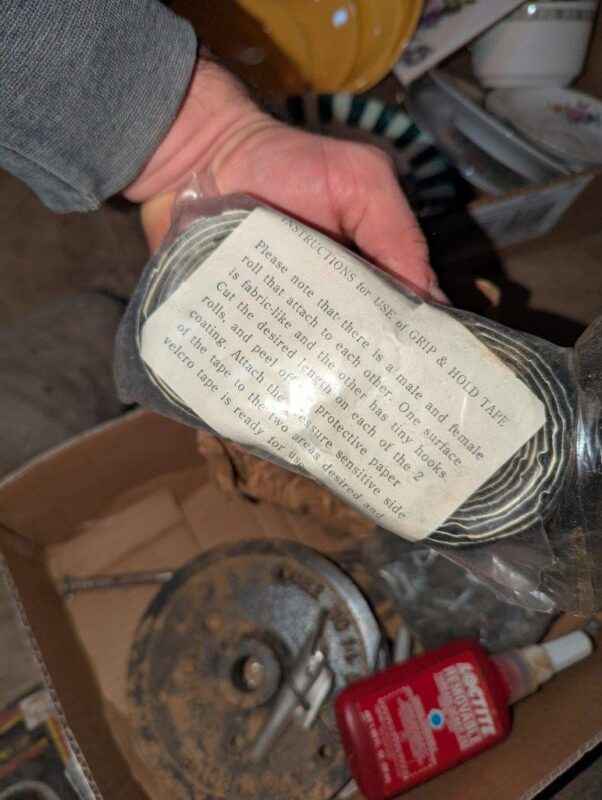 INSTRUCTIONS for USE of GRIP & HOLD TAPE
Please note that there is a male and female
roll that attach to each other. One surface
is fabric-like and the other has tiny hooks.
Cut the desired length on each of the 2
rolls, and peel off protective paper
coating. Attach the pressure sensitive side
of the tape to the two areas desired and
velcro tape is ready for use
LOCTITE
REMOVABLE